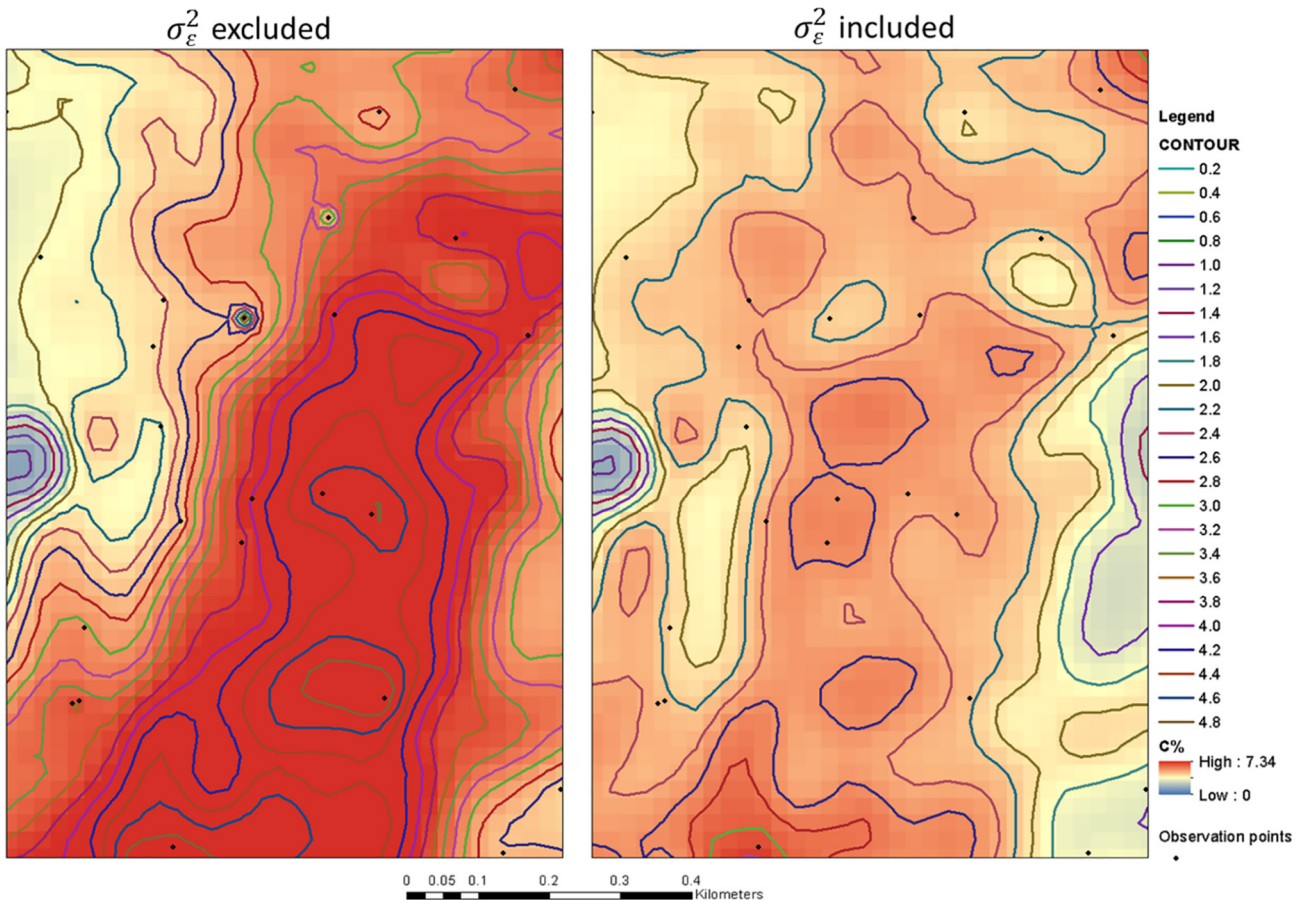 σ²ε excluded
σ²ε included
Legend
CONTOUR
0.2
0.4
0.6
0.8
1.0
1.2
1.4
1.6
1.8
2.0
2.2
2.4
2.6
2.8
3.0
3.2
3.4
3.6
3.8
4.0
4.2
4.4
4.6
4.8
C%
High : 7.34
Low : 0
Observation points
0 0.05 0.1 0.2 0.3 0.4
Kilometers